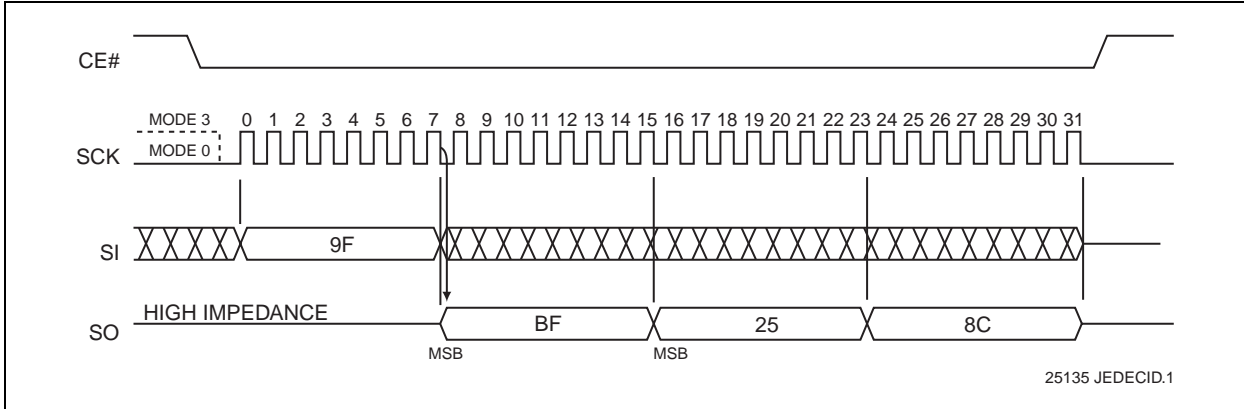 CE#
MODE 3
0 1 2 3 4 5 6 7 8 9 10 11 12 13 14 15 16 17 18 19 20 21 22 23 24 25 26 27 28 29 30 31
SCK
MODE 0
SI
9F
HIGH IMPEDANCE
SO
BF
25
8C
MSB
MSB
25135 JEDECID.1